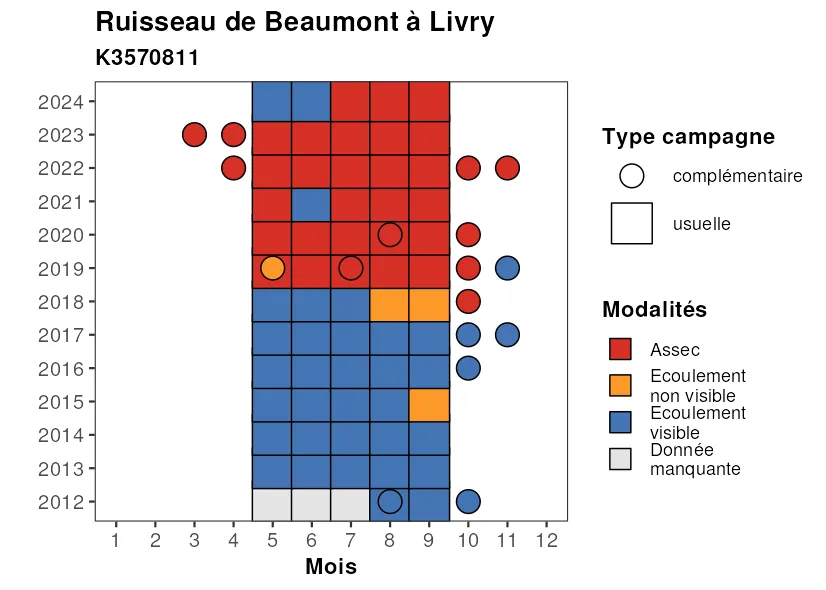 Ruisseau de Beaumont à Livry
K3570811
2024
2023
2022
2021
2020
2019
2018
2017
2016
2015
2014
2013
2012
1 2 3 4 5 6 7 8 9 10 11 12
Mois
Type campagne
complémentaire
usuelle
Modalités
Assec
Ecoulement
non visible
Ecoulement
visible
Donnée
manquante